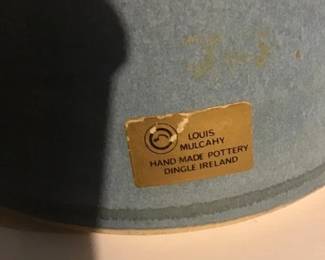 LOUIS
MULCAHY
HAND MADE POTTERY
DINGLE IRELAND